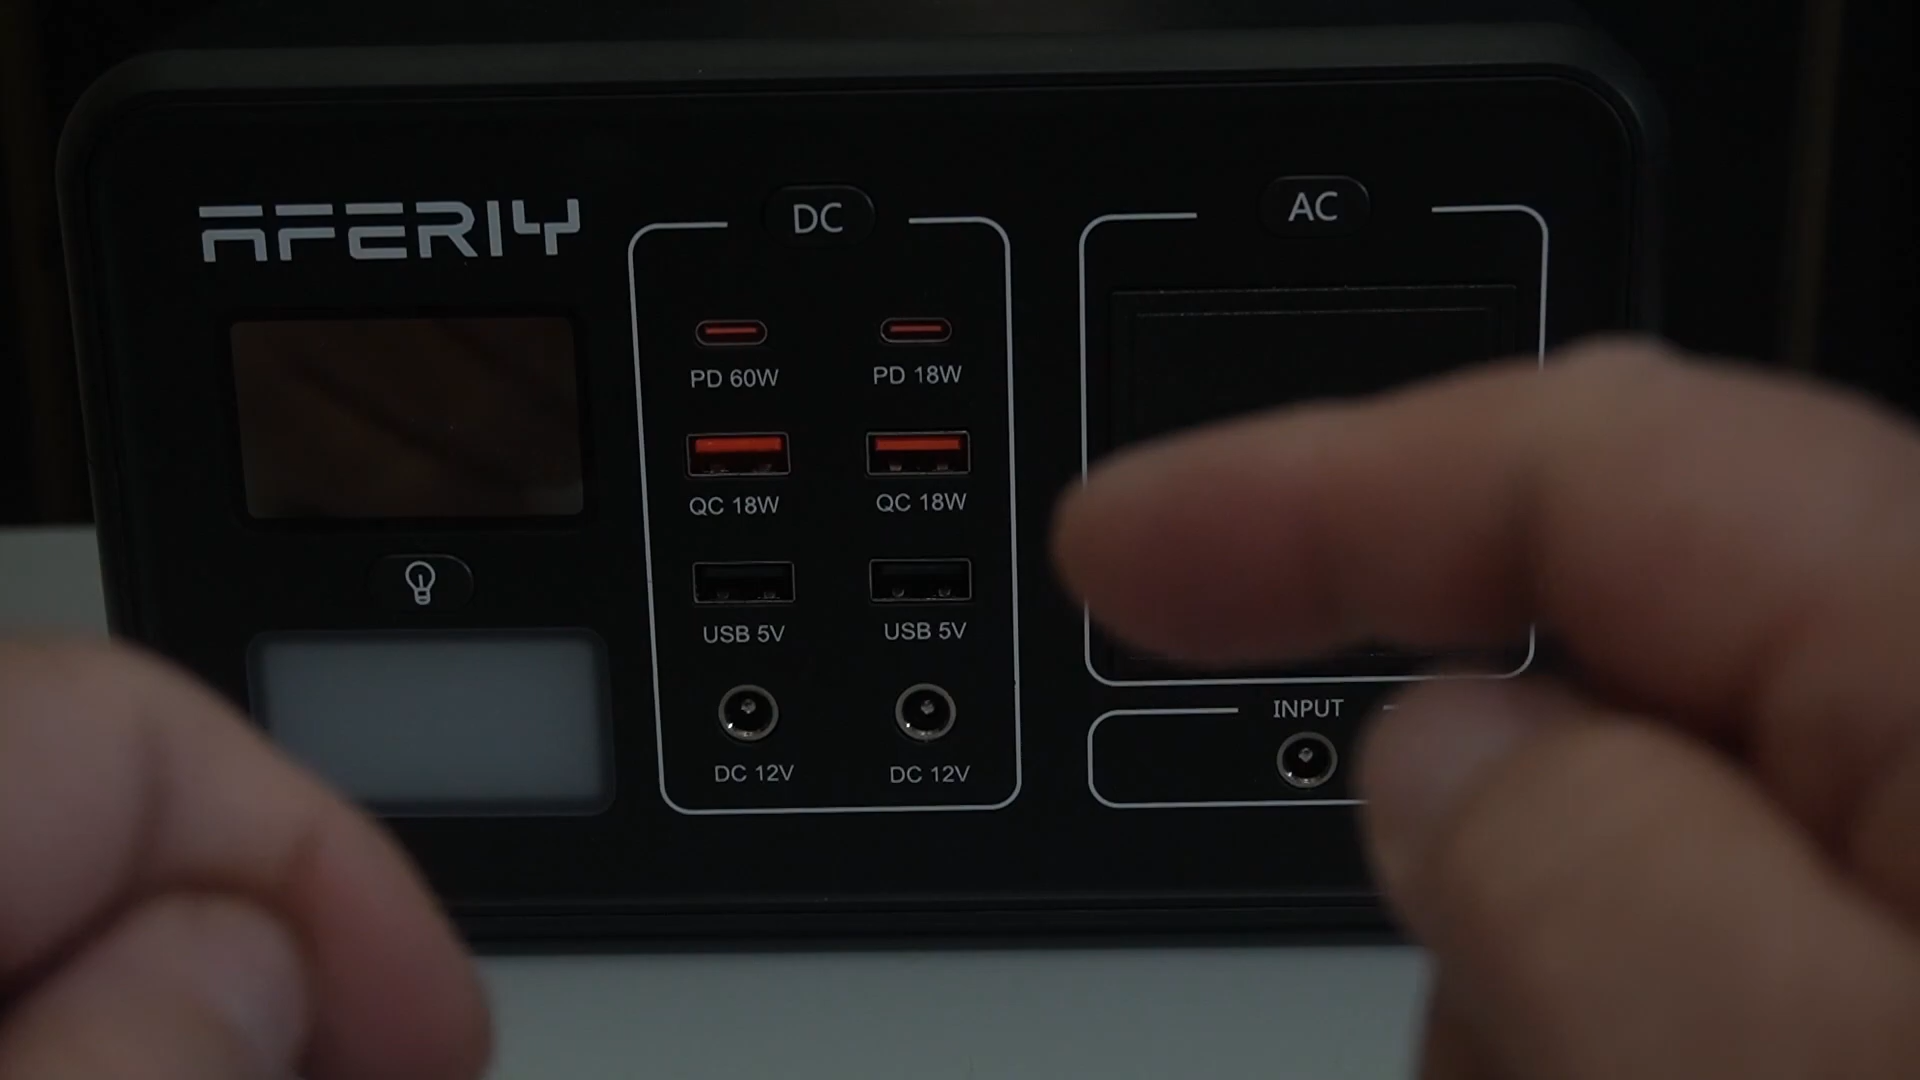 AFERIY
DC
AC
PD 60W
PD 18W
QC 18W
QC 18W
USB 5V
USB 5V
DC 12V
DC 12V
INPUT